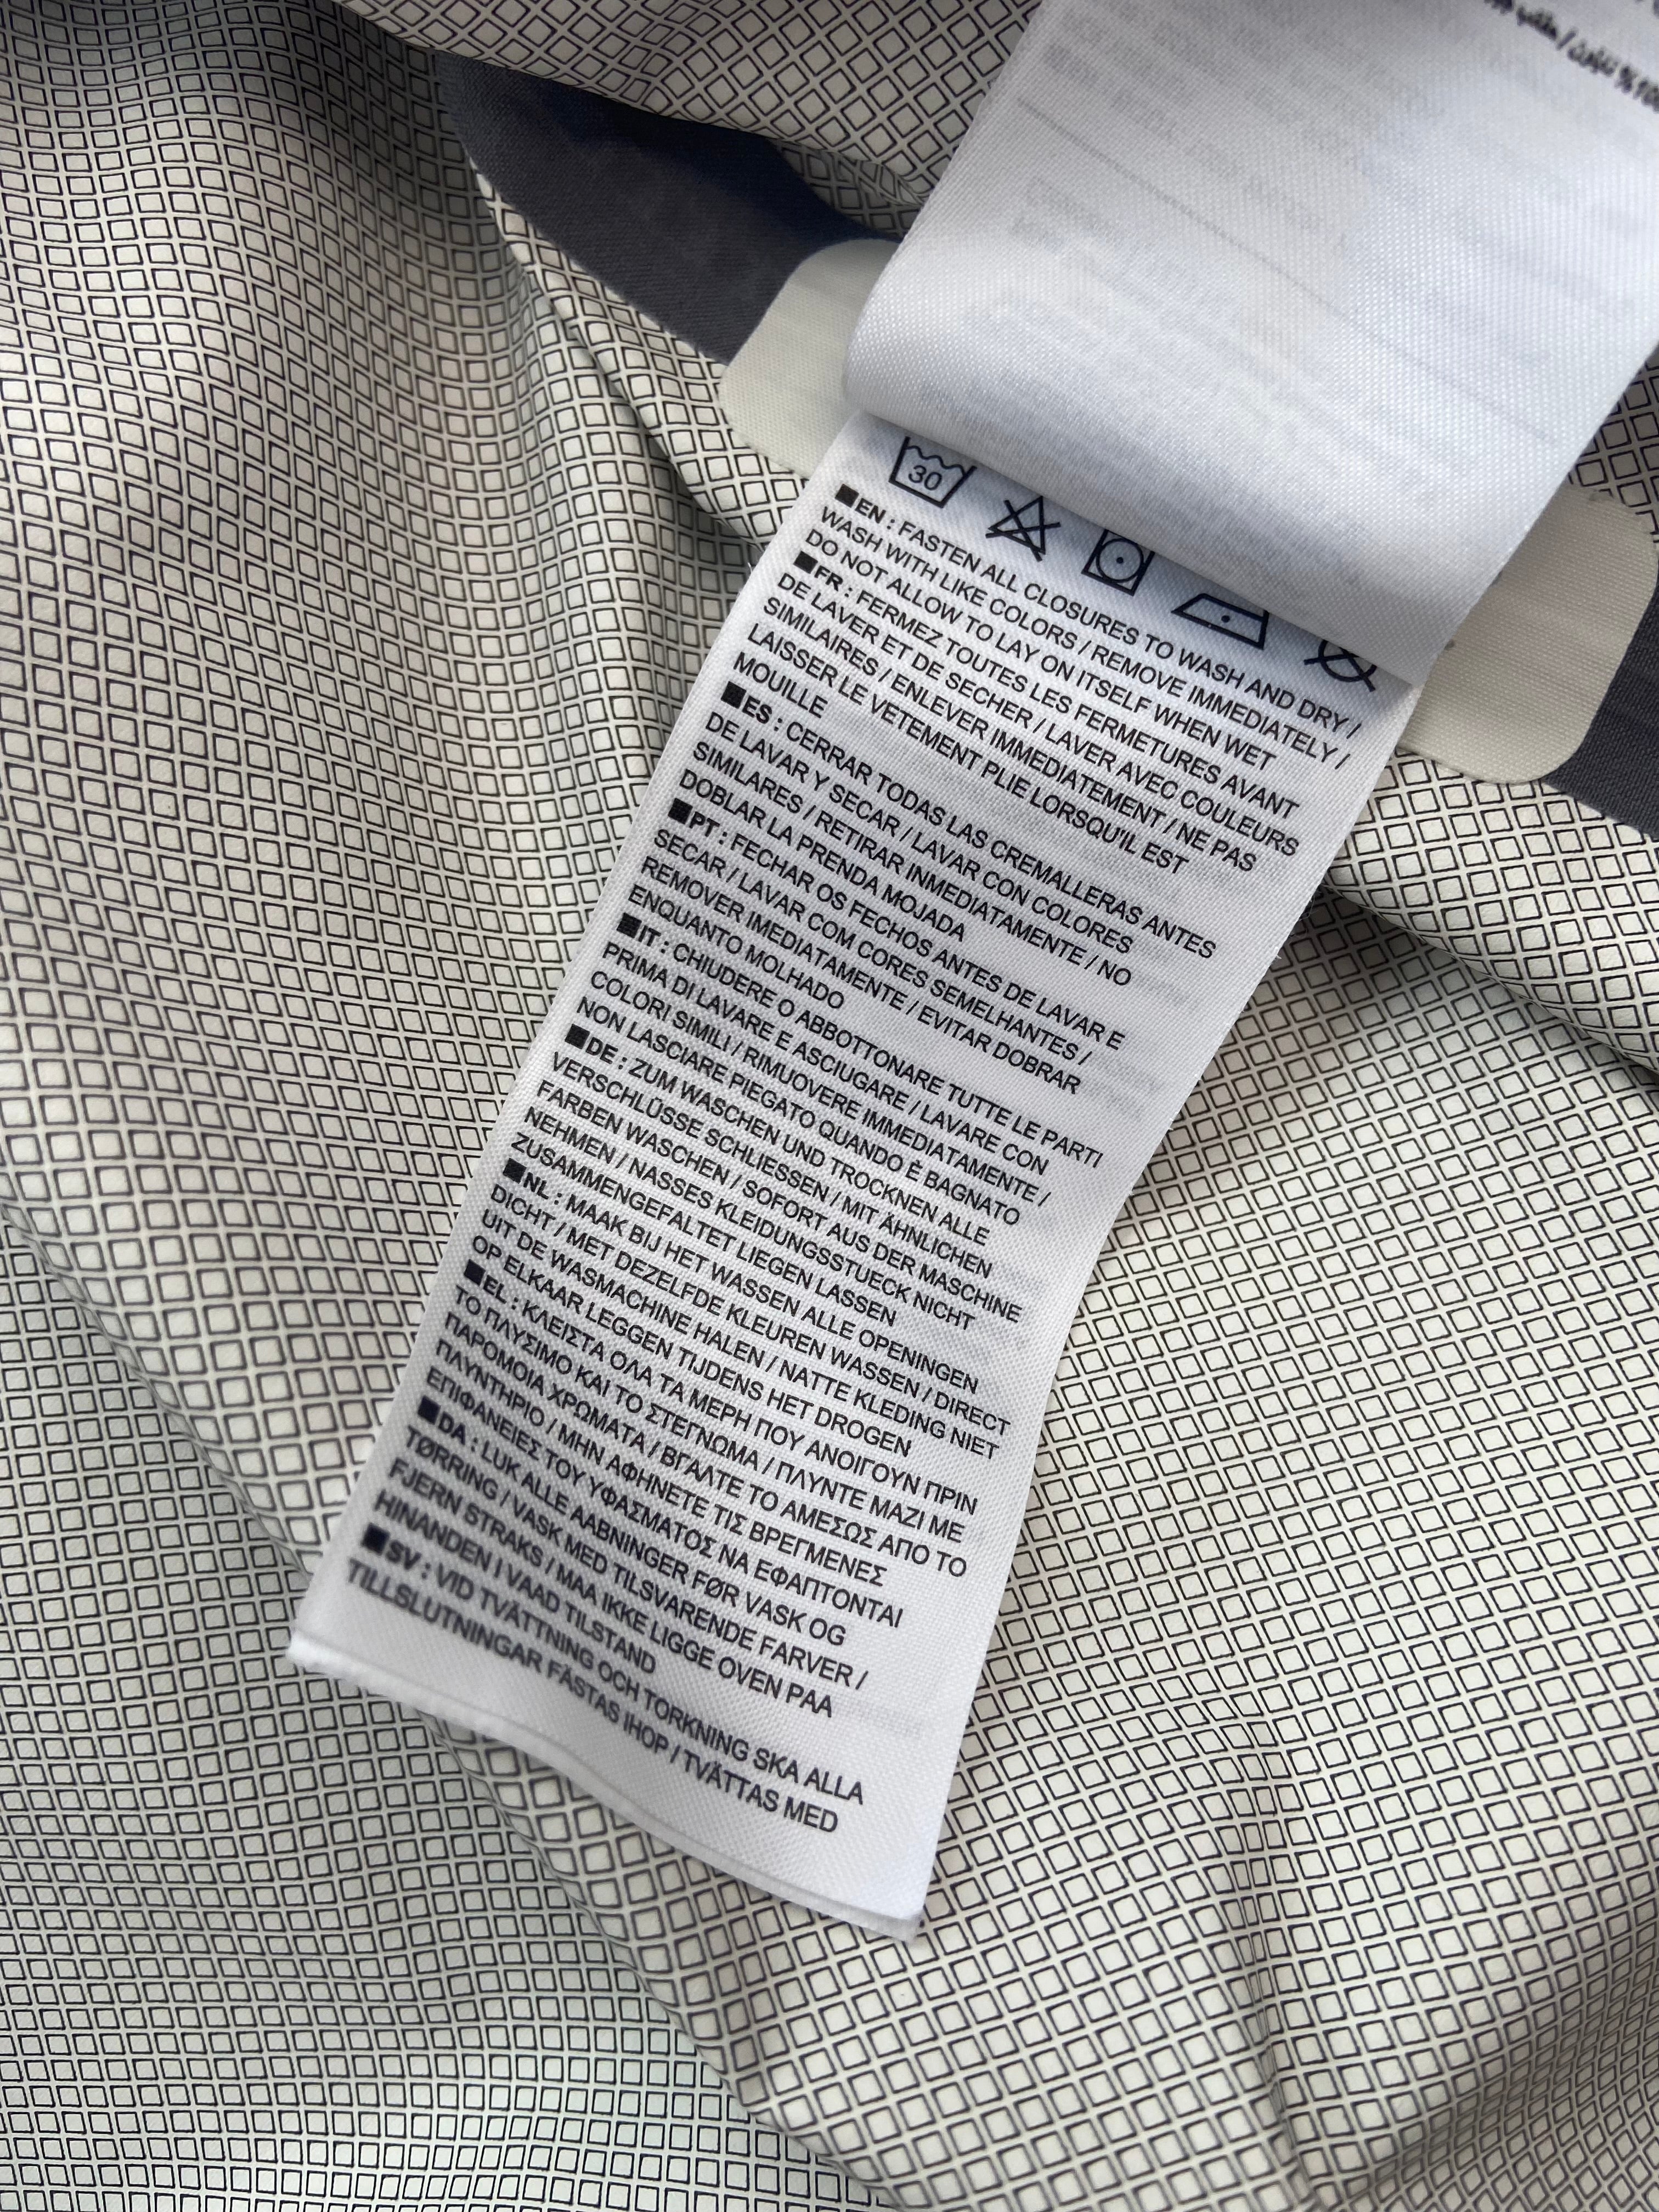 30
■EN : FASTEN ALL CLOSURES TO WASH AND DRY /
WASH WITH LIKE COLORS / REMOVE IMMEDIATELY /
DO NOT ALLOW TO LAY ON ITSELF WHEN WET
■FR : FERMEZ TOUTES LES FERMETURES AVANT
DE LAVER ET DE SECHER / LAVER AVEC COULEURS
SIMILAIRES / ENLEVER IMMEDIATEMENT / NE PAS
LAISSER LE VETEMENT PLIE LORSQU'IL EST
MOUILLE
■ES : CERRAR TODAS LAS CREMALLERAS ANTES
DE LAVAR Y SECAR / LAVAR CON COLORES
SIMILARES / RETIRAR INMEDIATAMENTE / NO
DOBLAR LA PRENDA MOJADA
■PT : FECHAR OS FECHOS ANTES DE LAVAR E
SECAR / LAVAR COM CORES SEMELHANTES /
REMOVER IMEDIATAMENTE / EVITAR DOBRAR
ENQUANTO MOLHADO
■IT : CHIUDERE O ABBOTTONARE TUTTE LE PARTI
PRIMA DI LAVARE E ASCIUGARE / LAVARE CON
COLORI SIMILI / RIMUOVERE IMMEDIATAMENTE /
NON LASCIARE PIEGATO QUANDO È BAGNATO
■DE : ZUM WASCHEN UND TROCKNEN ALLE
VERSCHLÜSSE SCHLIESSEN / MIT ÄHNLICHEN
FARBEN WASCHEN / SOFORT AUS DER MASCHINE
NEHMEN / NASSES KLEIDUNGSSTUECK NICHT
ZUSAMMENGEFALTET LIEGEN LASSEN
■NL : MAAK BIJ HET WASSEN ALLE OPENINGEN
DICHT / MET DEZELFDE KLEUREN WASSEN / DIRECT
UIT DE WASMACHINE HALEN / NATTE KLEDING NIET
OP ELKAAR LEGGEN TIJDENS HET DROGEN
■EL : ΚΛΕΙΣΤΑ ΟΛΑ ΤΑ ΜΕΡΗ ΠΟΥ ΑΝΟΙΓΟΥΝ ΠΡΙΝ
ΤΟ ΠΛΥΣΙΜΟ ΚΑΙ ΤΟ ΣΤΕΓΝΩΜΑ / ΠΛΥΝΤΕ ΜΑΖΙ ΜΕ
ΠΑΡΟΜΟΙΑ ΧΡΩΜΑΤΑ / ΒΓΑΛΤΕ ΤΟ ΑΜΕΣΩΣ ΑΠΟ ΤΟ
ΠΛΥΝΤΗΡΙΟ / ΜΗΝ ΑΦΗΝΕΤΕ ΤΙΣ ΒΡΕΓΜΕΝΕΣ
ΕΠΙΦΑΝΕΙΕΣ ΤΟΥ ΥΦΑΣΜΑΤΟΣ ΝΑ ΕΦΑΠΤΟΝΤΑΙ
■DA : LUK ALLE AABNINGER FØR VASK OG
TØRRING / VASK MED TILSVARENDE FARVER /
FJERN STRAKS / MAA IKKE LIGGE OVEN PAA
HINANDEN I VAAD TILSTAND
■SV : VID TVÄTTNING OCH TORKNING SKA ALLA
TILLSLUTNINGAR FÄSTAS IHOP / TVÄTTAS MED